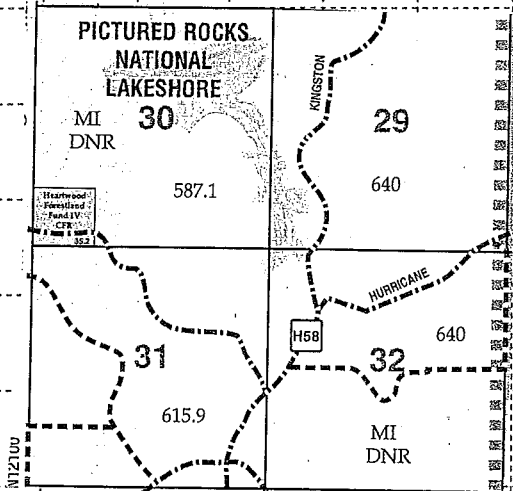 PICTURED ROCKS
NATIONAL
LAKESHORE
MI
DNR
30
587.1
Heartwood
Forestland
Fund IV
CFR
35.2
KINGSTON
29
640
HURRICANE
H58
640
32
31
615.9
MI
DNR
N12100